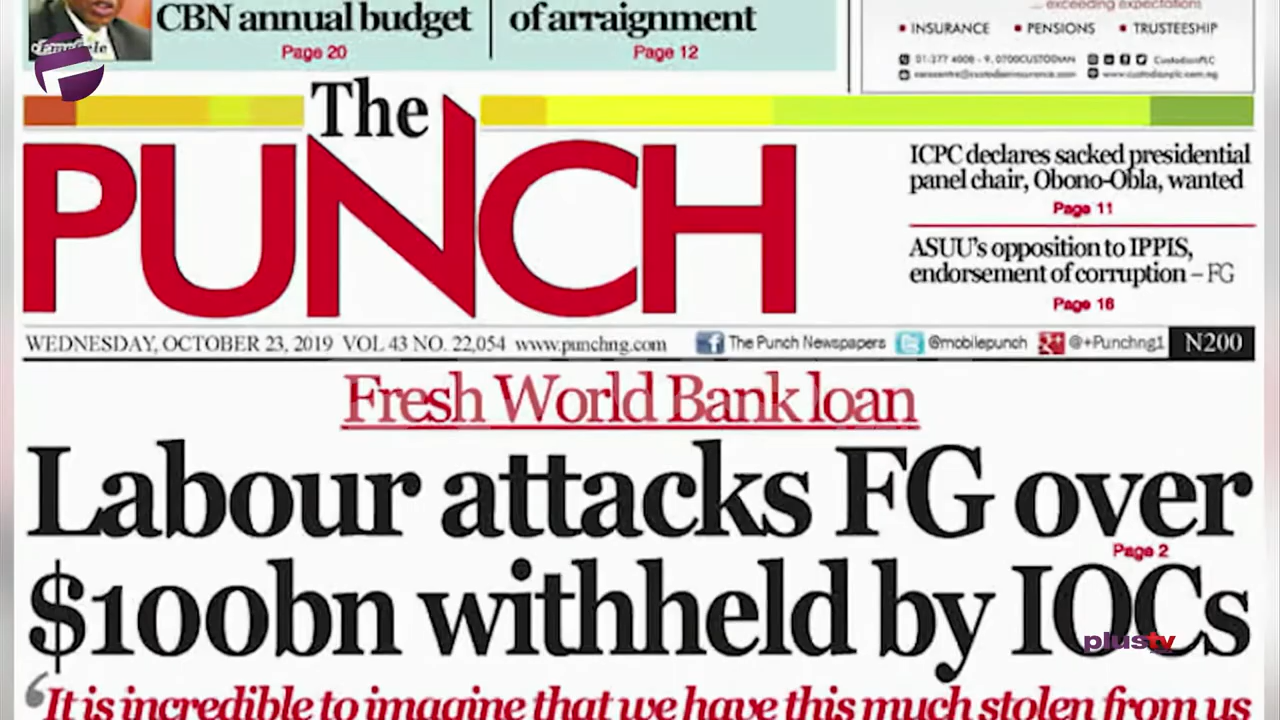 CBN annual budget
Page 20
of arraignment
Page 12
... exceeding expectations
INSURANCE • PENSIONS • TRUSTEESHIP
CustodianPLC
The
PUNCH
ICPC declares sacked presidential
panel chair, Obono-Obla, wanted
Page 11
ASUU's opposition to IPPIS,
endorsement of corruption – FG
Page 16
WEDNESDAY, OCTOBER 23, 2019 VOL 43 NO. 22,054 www.punchng.com The Punch Newspapers @mobilepunch @+Punchng1 N200
Fresh World Bank loan
Labour attacks FG over
Page 2
$100bn withheld by IOCs
plustv
‘It is incredible to imagine that we have this much stolen from us